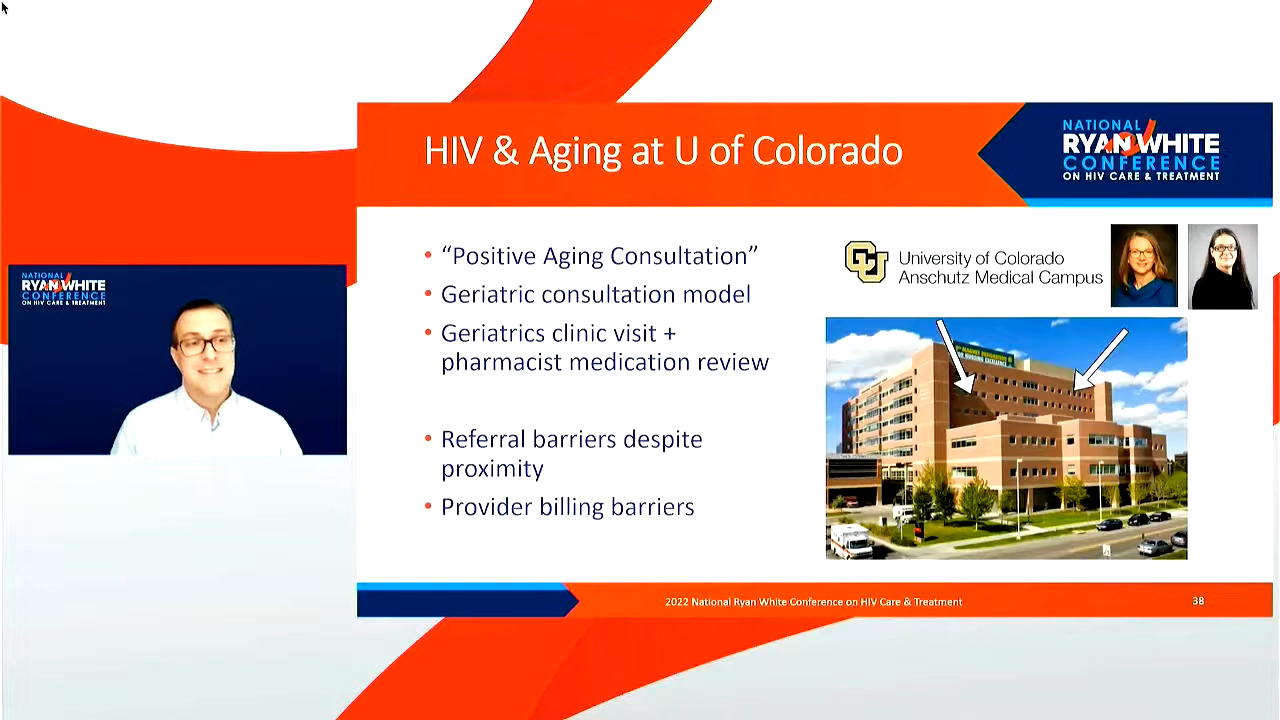 HIV & Aging at U of Colorado
NATIONAL
RYAN WHITE
CONFERENCE
ON HIV CARE & TREATMENT
• “Positive Aging Consultation”
• Geriatric consultation model
• Geriatrics clinic visit +
pharmacist medication review
• Referral barriers despite
proximity
• Provider billing barriers
CU
University of Colorado
Anschutz Medical Campus
NATIONAL
RYAN WHITE
CONFERENCE
ON HIV CARE & TREATMENT
2022 National Ryan White Conference on HIV Care & Treatment
38